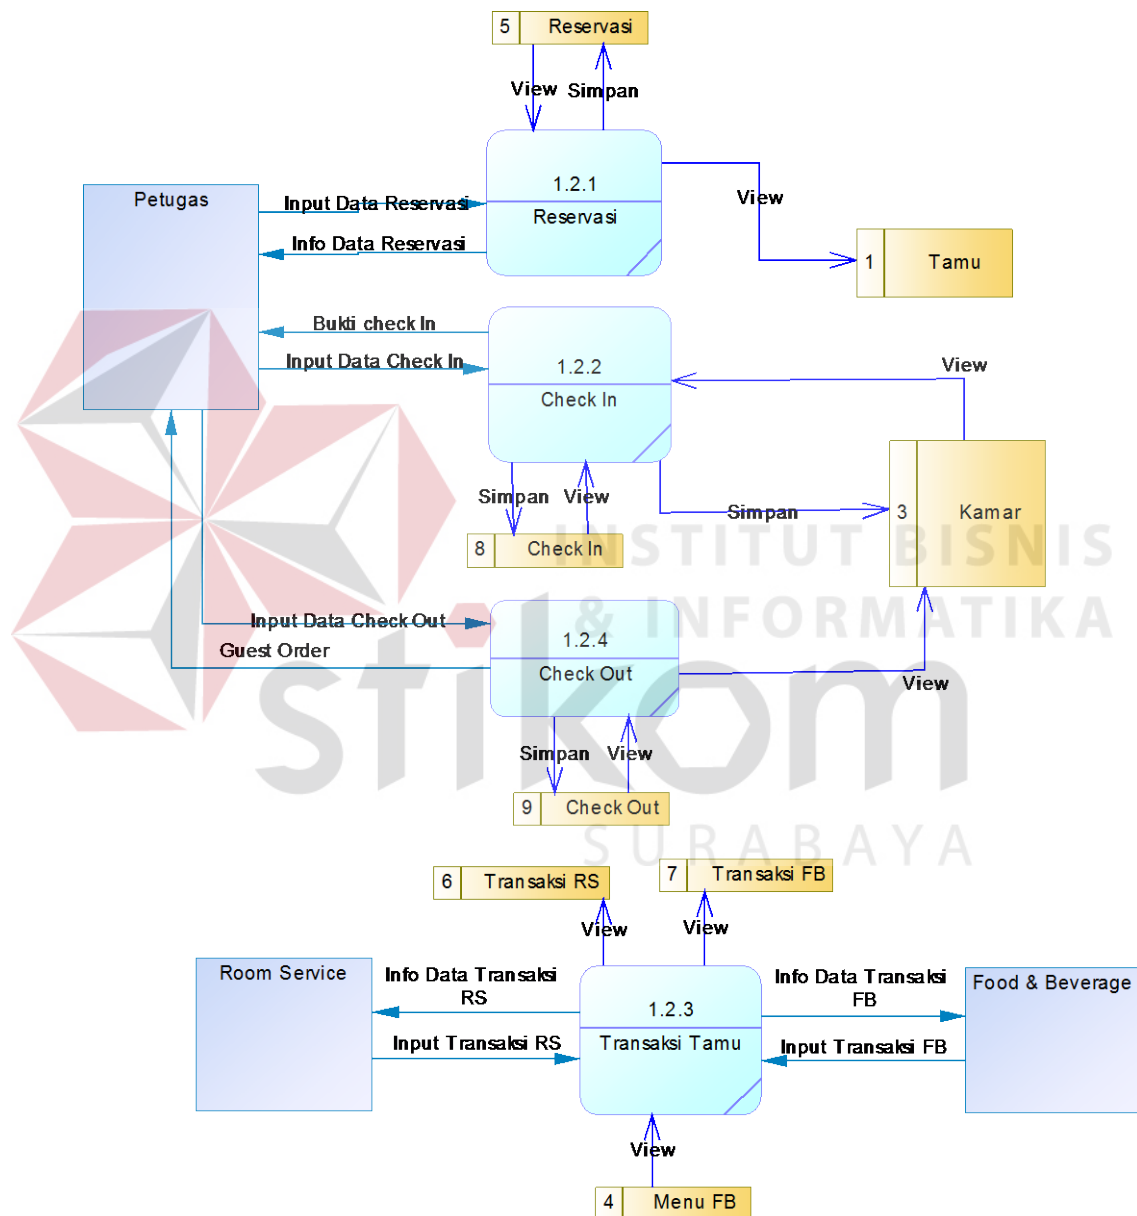 5 Reservasi
View Simpan
1.2.1
Reservasi
Petugas
Input Data Reservasi
Info Data Reservasi
View
1 Tamu
Bukti check In
Input Data Check In
1.2.2
Check In
View
Simpan View
Simpan
3 Kamar
8 Check In
INSTITUT BISNIS
& INFORMATIKA
Input Data Check Out
Guest Order
1.2.4
Check Out
View
stikom
Simpan View
9 Check Out
SURABAYA
6 Transaksi RS
7 Transaksi FB
View
View
Room Service
Info Data Transaksi
RS
Input Transaksi RS
1.2.3
Transaksi Tamu
Info Data Transaksi
FB
Input Transaksi FB
Food & Beverage
View
4 Menu FB